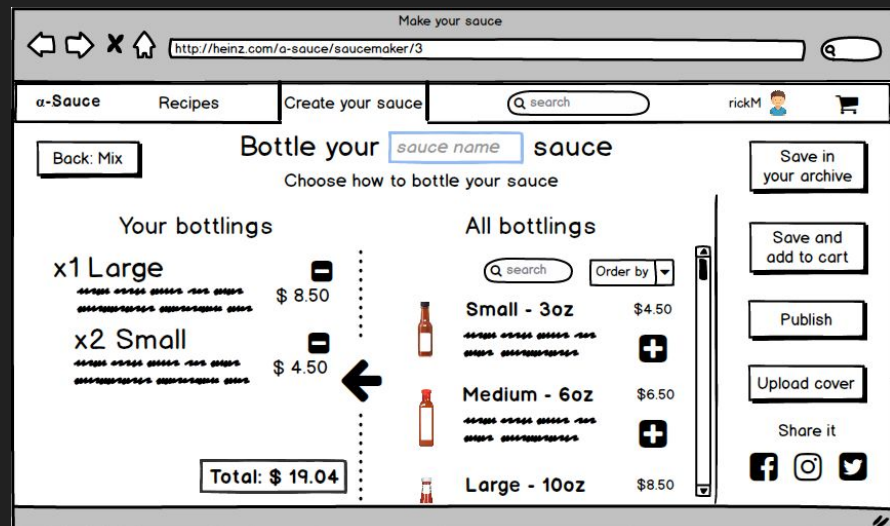 Make your sauce
http://heinz.com/a-sauce/saucemaker/3
α-Sauce
Recipes
Create your sauce
search
rickM
Back: Mix
Bottle your sauce name sauce
Choose how to bottle your sauce
Your bottlings
x1 Large
$ 8.50
x2 Small
$ 4.50
Total: $ 19.04
All bottlings
search
Order by
Small - 3oz
$4.50
Medium - 6oz
$6.50
Large - 10oz
$8.50
Save in
your archive
Save and
add to cart
Publish
Upload cover
Share it